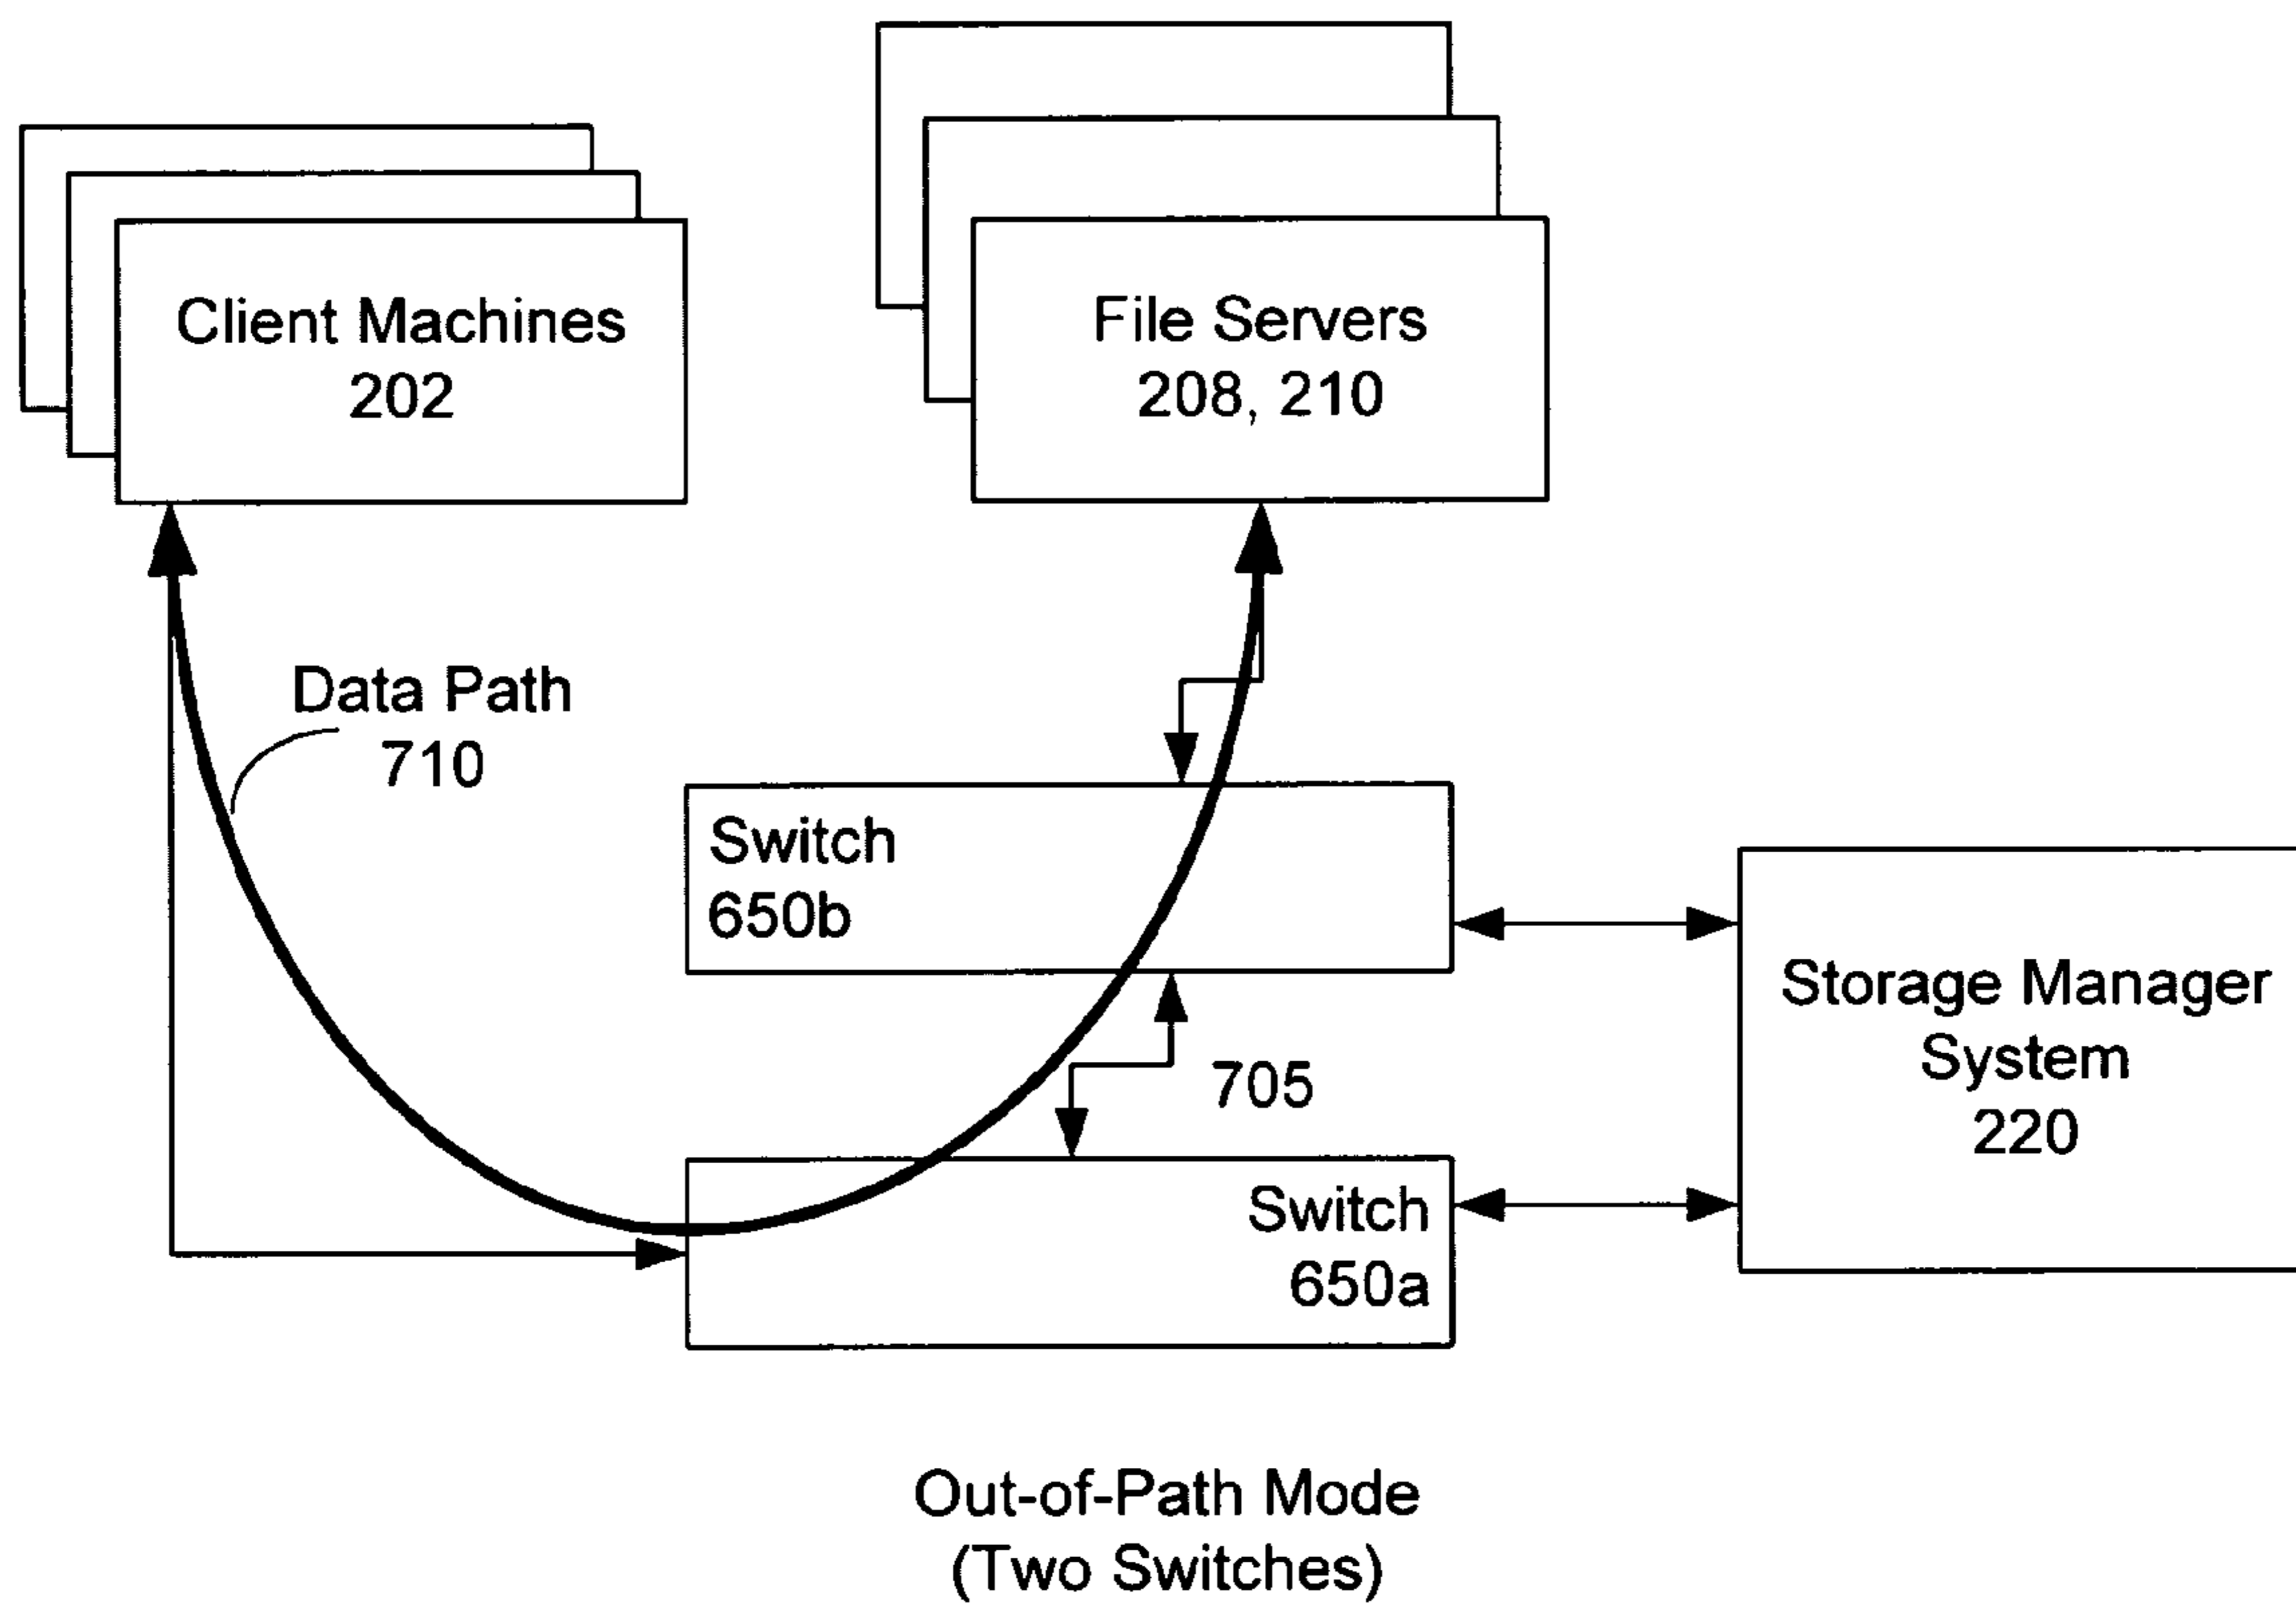 Client Machines
202
File Servers
208, 210
Data Path
710
Switch
650b
Storage Manager
System
220
705
Switch
650a
Out-of-Path Mode
(Two Switches)